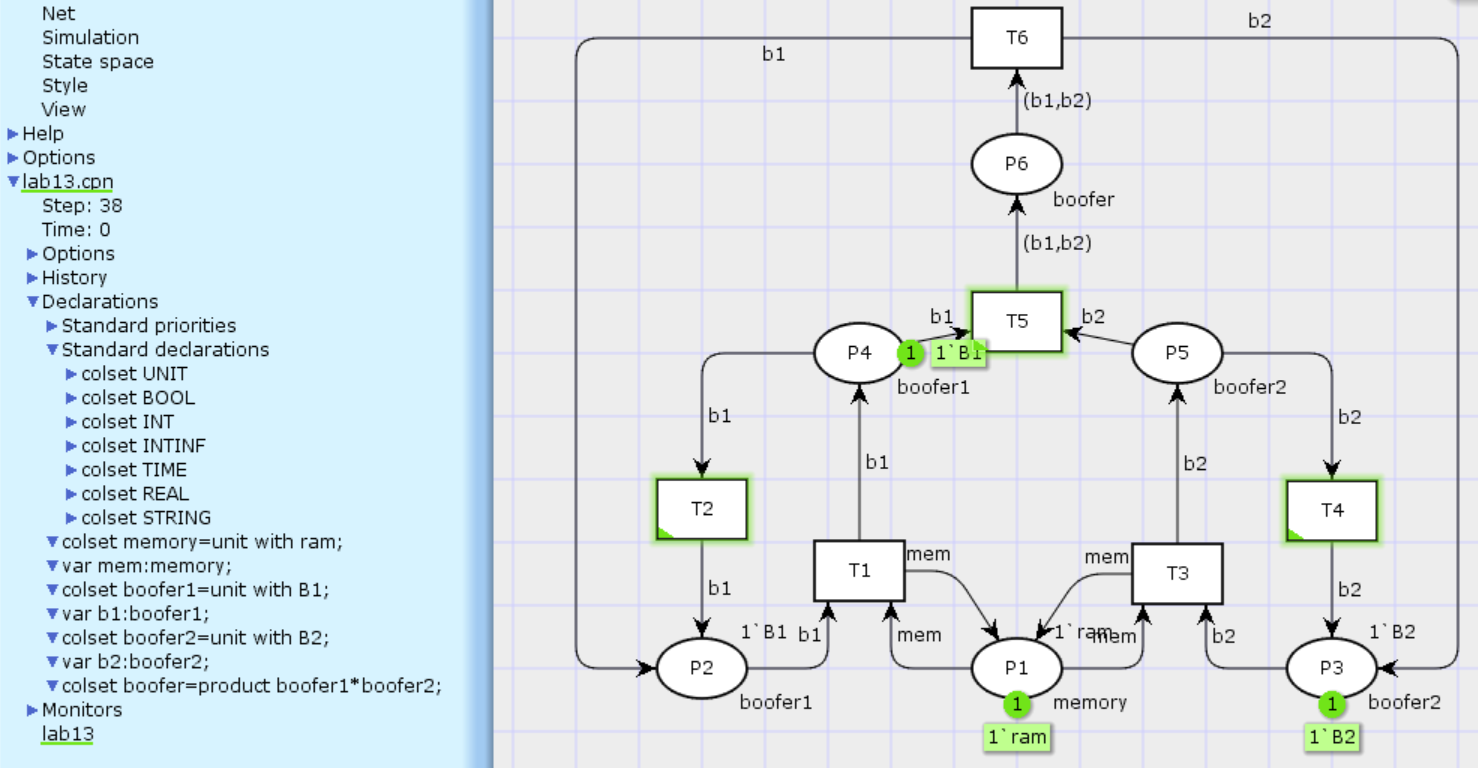 Net
Simulation
State space
Style
View
Help
Options
lab13.cpn
Step: 38
Time: 0
Options
History
Declarations
Standard priorities
Standard declarations
colset UNIT
colset BOOL
colset INT
colset INTINF
colset TIME
colset REAL
colset STRING
colset memory=unit with ram;
var mem:memory;
colset boofer1=unit with B1;
var b1:boofer1;
colset boofer2=unit with B2;
var b2:boofer2;
colset boofer=product boofer1*boofer2;
Monitors
lab13
b2
T6
b1
(b1,b2)
P6
boofer
(b1,b2)
b1
T5
b2
P4
1
1`B1
P5
boofer1
boofer2
b1
b2
b1
b2
T2
T4
mem
mem
T1
T3
b1
b2
1`B1
b1
mem
1`ram
mem
b2
1`B2
P2
P1
P3
boofer1
1
memory
1
boofer2
1`ram
1`B2